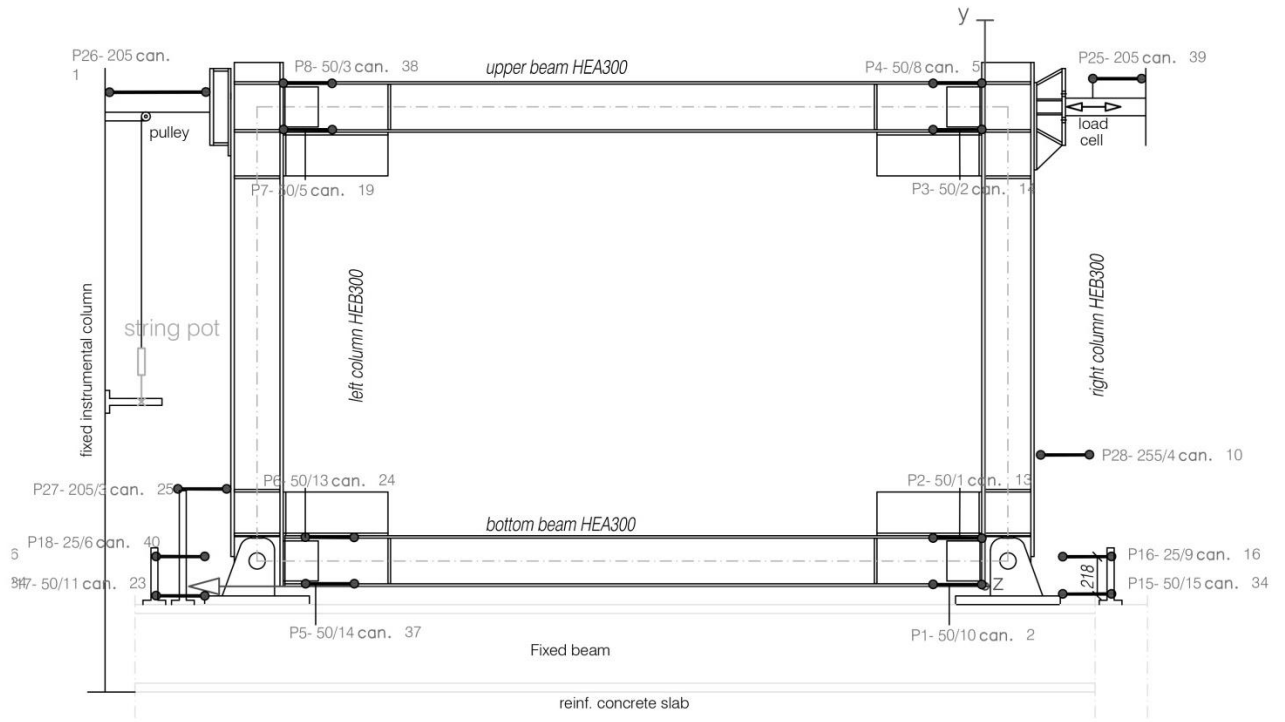 y
P26- 205 can.
1
P8- 50/3 can. 38
upper beam HEA300
P4- 50/8 can. 5
P25- 205 can. 39
pulley
load
cell
P7- 50/5 can. 19
P3- 50/2 can. 14
fixed instrumental column
string pot
left column HEB300
right column HEB300
P28- 255/4 can. 10
P27- 205/3 can. 25
P6- 50/13 can. 24
P2- 50/1 can. 13
bottom beam HEA300
P18- 25/6 can. 40
6
P16- 25/9 can. 16
50/11 can. 23
218
z
P15- 50/15 can. 34
P5- 50/14 can. 37
P1- 50/10 can. 2
Fixed beam
reinf. concrete slab